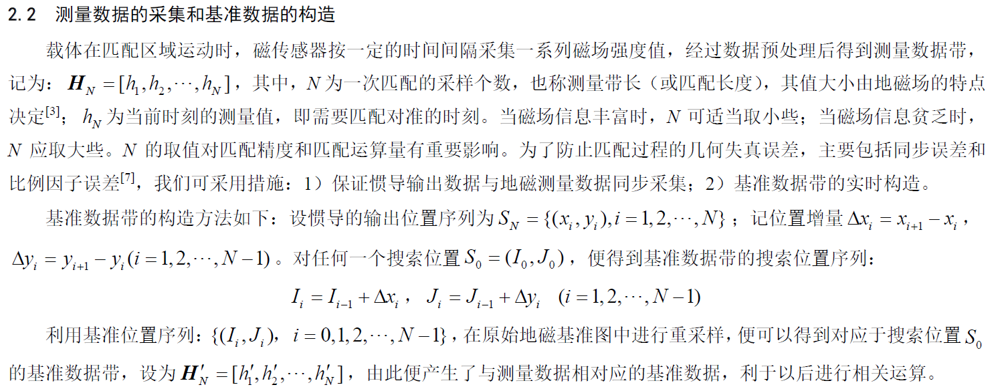 2.2 测量数据的采集和基准数据的构造
载体在匹配区域运动时，磁传感器按一定的时间间隔采集一系列磁场强度值，经过数据预处理后得到测量数据带，
记为：H_N = [h_1, h_2, ⋯, h_N]，其中，N 为一次匹配的采样个数，也称测量带长（或匹配长度），其值大小由地磁场的特点
决定[3]；h_N 为当前时刻的测量值，即需要匹配对准的时刻。当磁场信息丰富时，N 可适当取小些；当磁场信息贫乏时，
N 应取大些。N 的取值对匹配精度和匹配运算量有重要影响。为了防止匹配过程的几何失真误差，主要包括同步误差和
比例因子误差[7]，我们可采用措施：1）保证惯导输出数据与地磁测量数据同步采集；2）基准数据带的实时构造。
基准数据带的构造方法如下：设惯导的输出位置序列为 S_N = {(x_i, y_i), i = 1, 2, ⋯, N}；记位置增量 Δx_i = x_{i+1} − x_i，
Δy_i = y_{i+1} − y_i (i = 1, 2, ⋯, N − 1)。对任何一个搜索位置 S_0 = (I_0, J_0)，便得到基准数据带的搜索位置序列：
I_i = I_{i−1} + Δx_i，J_i = J_{i−1} + Δy_i (i = 1, 2, ⋯, N − 1)
利用基准位置序列：{(I_i, J_i)，i = 0, 1, 2, ⋯, N − 1}，在原始地磁基准图中进行重采样，便可以得到对应于搜索位置 S_0
的基准数据带，设为 H′_N = [h′_1, h′_2, ⋯, h′_N]，由此便产生了与测量数据相对应的基准数据，利于以后进行相关运算。